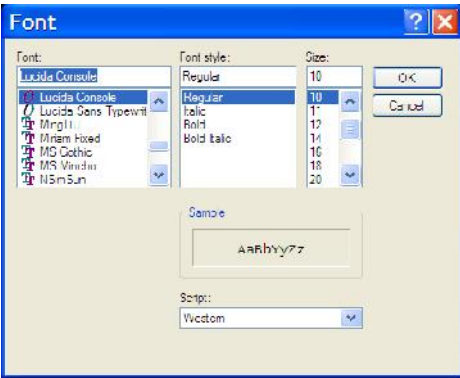 Font
Font:
Font style:
Size:
Lucida Console
Regular
10
OK
Cancel
Lucida Console
Lucida Sans Typewrit
MingLiU
Miriam Fixed
MS Gothic
MS Mincho
NSimSun
Regular
Italic
Bold
Bold Italic
10
11
12
14
16
18
20
Sample
AaBbYyZz
Script:
Western